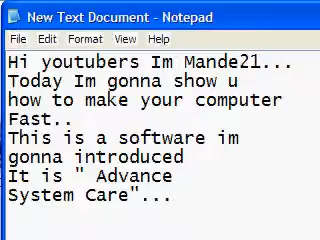 New Text Document - Notepad
File Edit Format View Help
Hi youtubers Im Mande21...
Today Im gonna show u
how to make your computer
Fast..
This is a software im
gonna introduced
It is " Advance
System Care"...